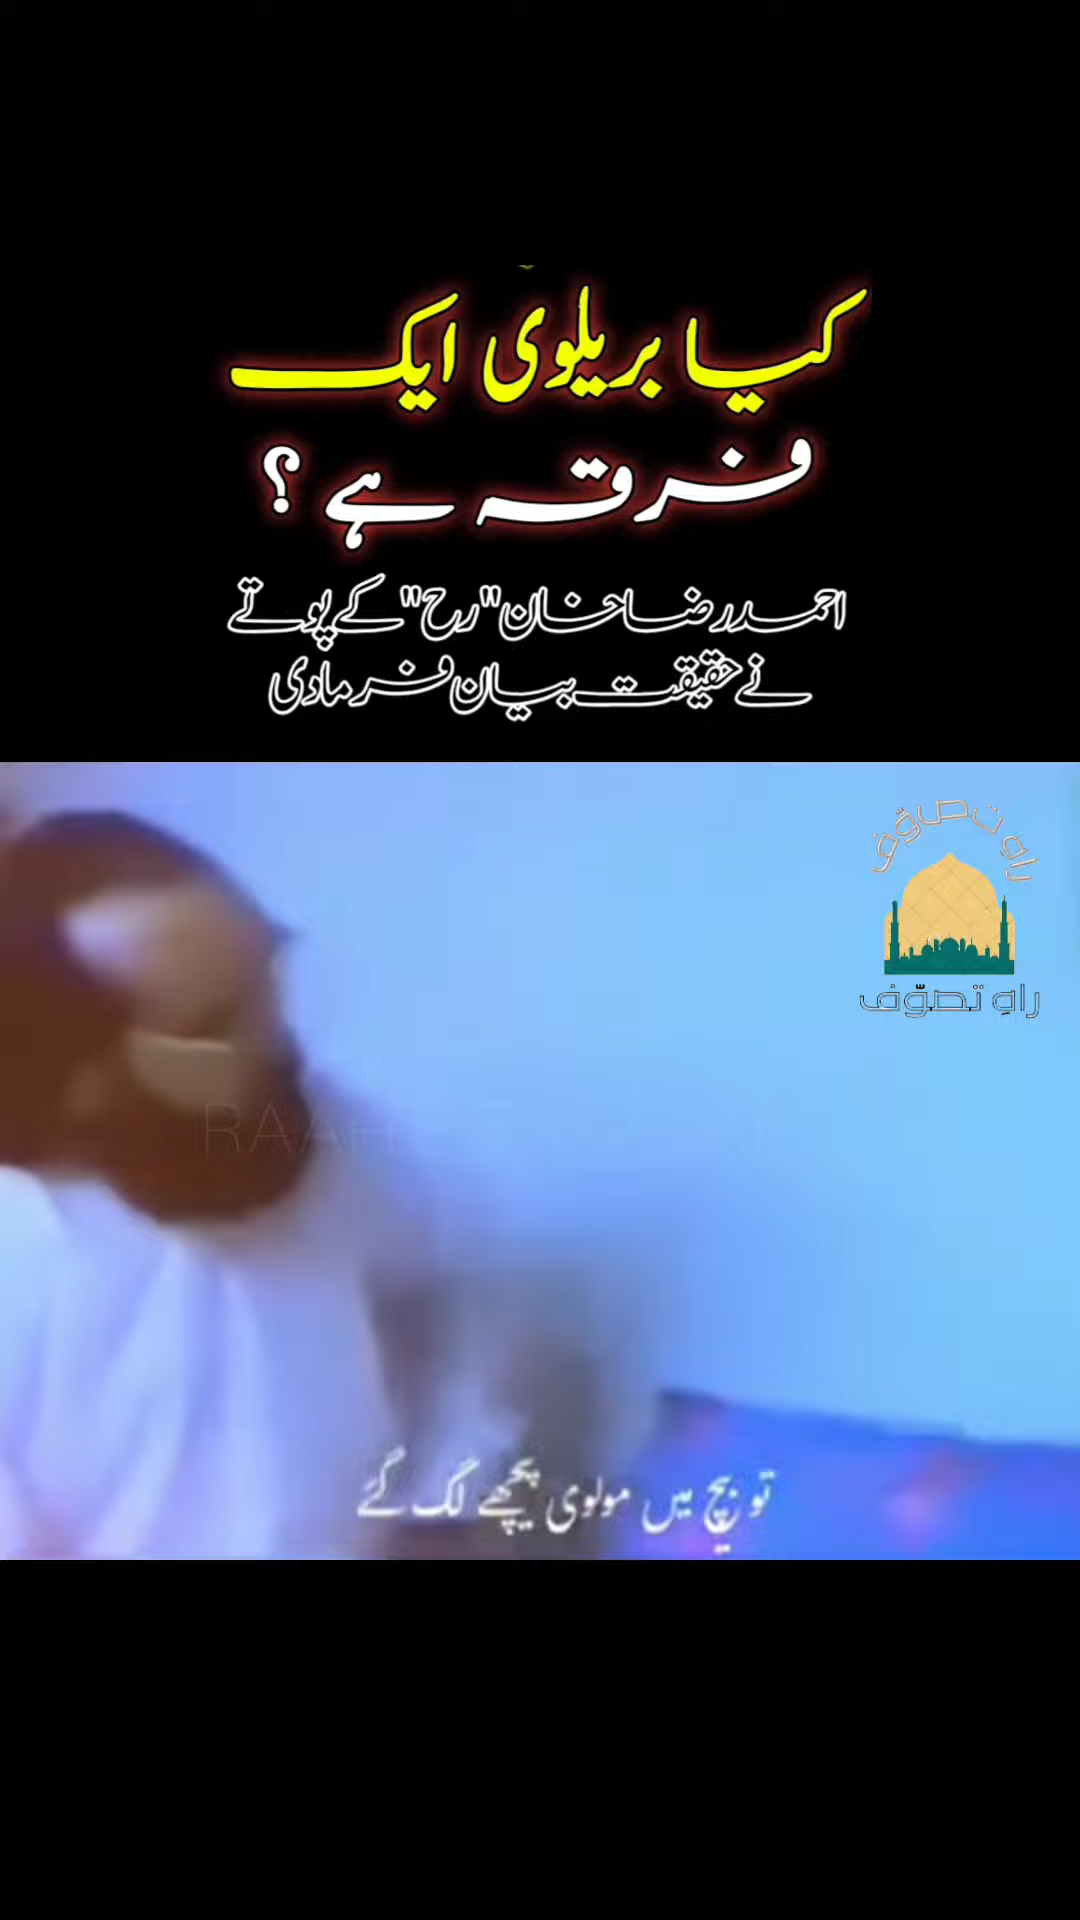 کیا بریلوی ایک
فرقہ ہے ؟
احمد رضا خان "رح" کے پوتے
نے حقیقت بیان فرمادی
راہِ تصوّف
راہِ تصوّف
RAAH
تو بیچ میں مولوی پیچھے لگ گئے